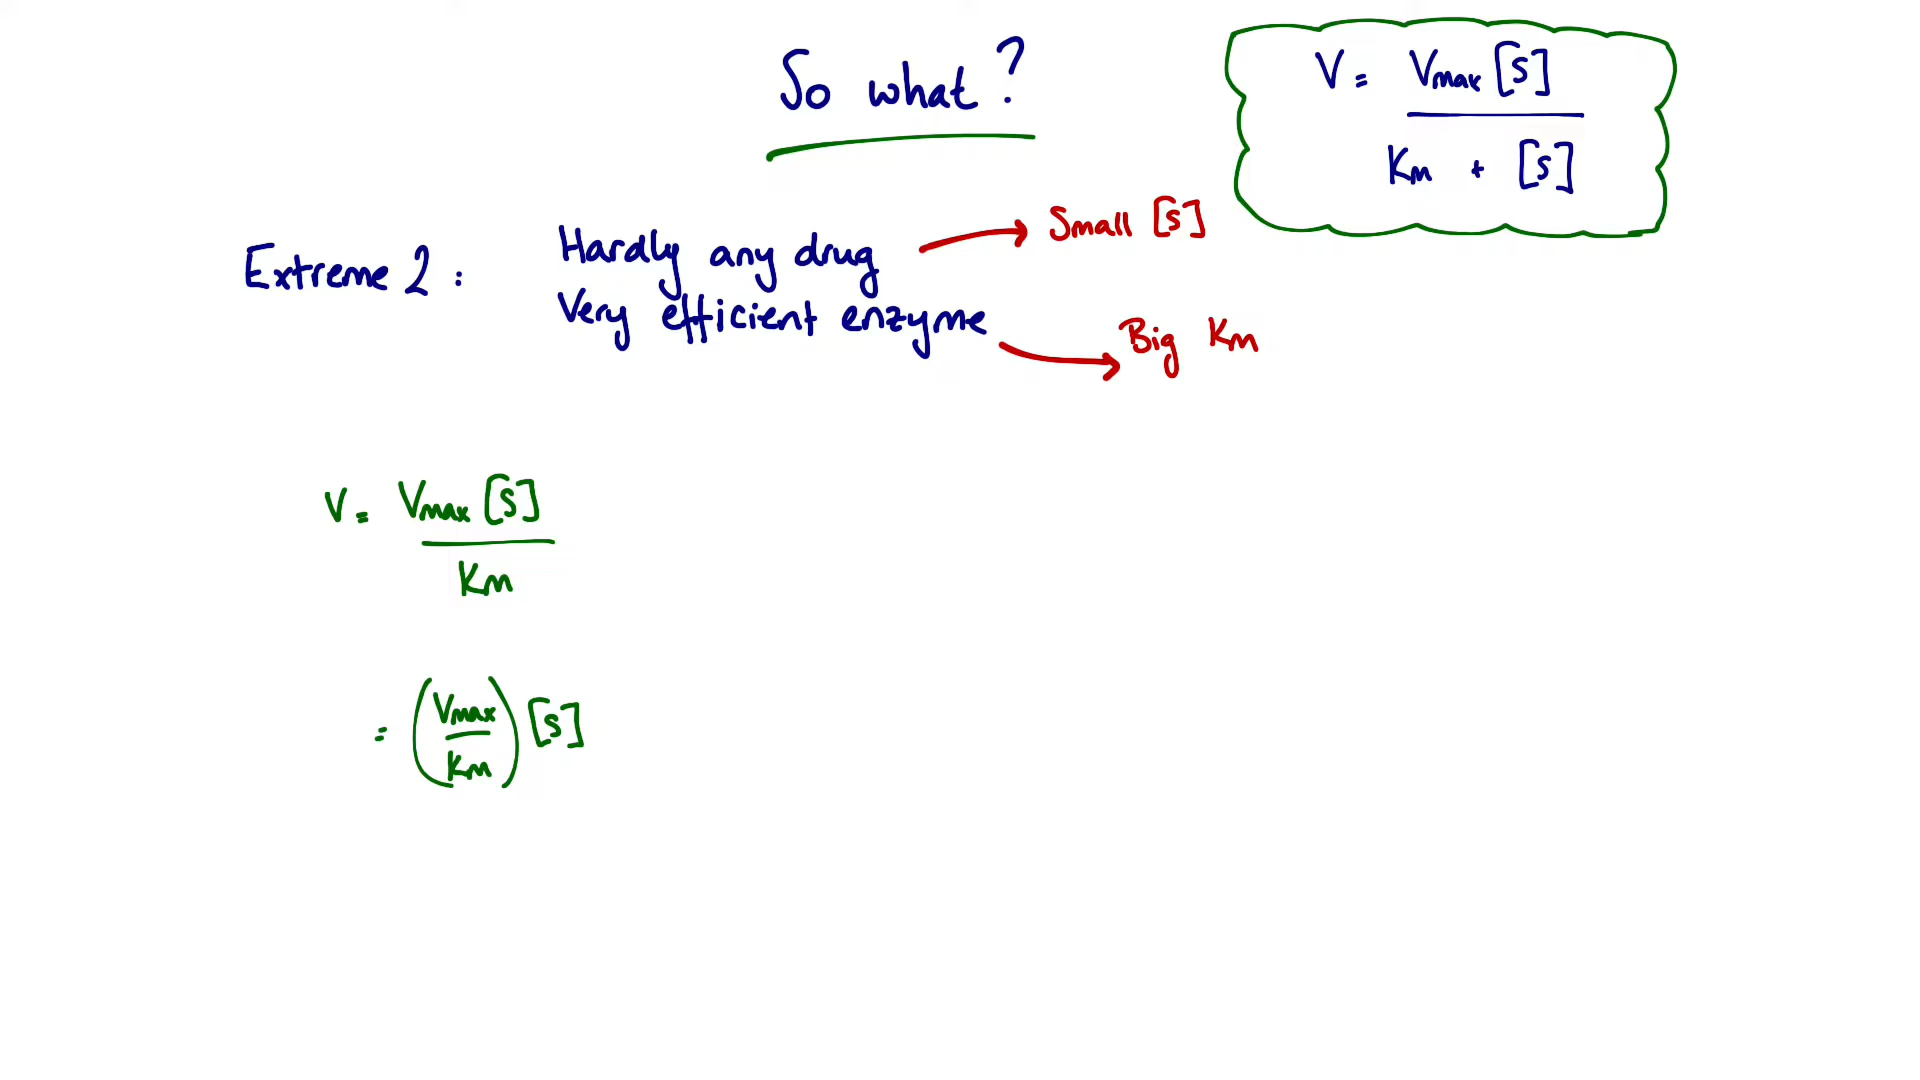 So what?
V = Vmax [S]
Km + [S]
Extreme 2 :
Hardly any drug
Small [S]
Very efficient enzyme
Big Km
V = Vmax [S]
Km
= (Vmax
Km) [S]